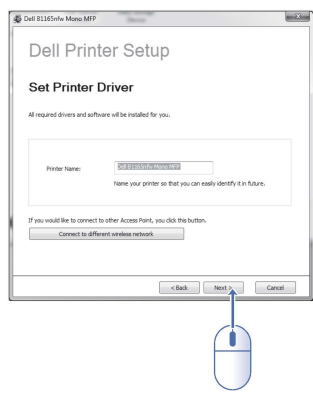 Dell B1165nfw Mono MFP
Dell Printer Setup
Set Printer Driver
All required drivers and software will be installed for you.
Printer Name:
Dell B1165nfw Mono MFP
Name your printer so that you can easily identify it in future.
If you would like to connect to other Access Point, you click this button.
Connect to different wireless network
< Back
Next >
Cancel